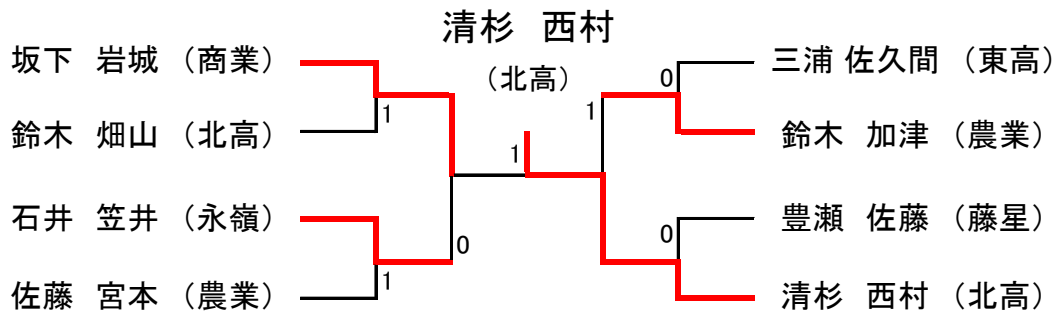 清杉 西村
(北高)
坂下 岩城 (商業)
鈴木 畑山 (北高)
石井 笠井 (永嶺)
佐藤 宮本 (農業)
1
1
0
1
1
0
0
三浦 佐久間 (東高)
鈴木 加津 (農業)
豊瀬 佐藤 (藤星)
清杉 西村 (北高)